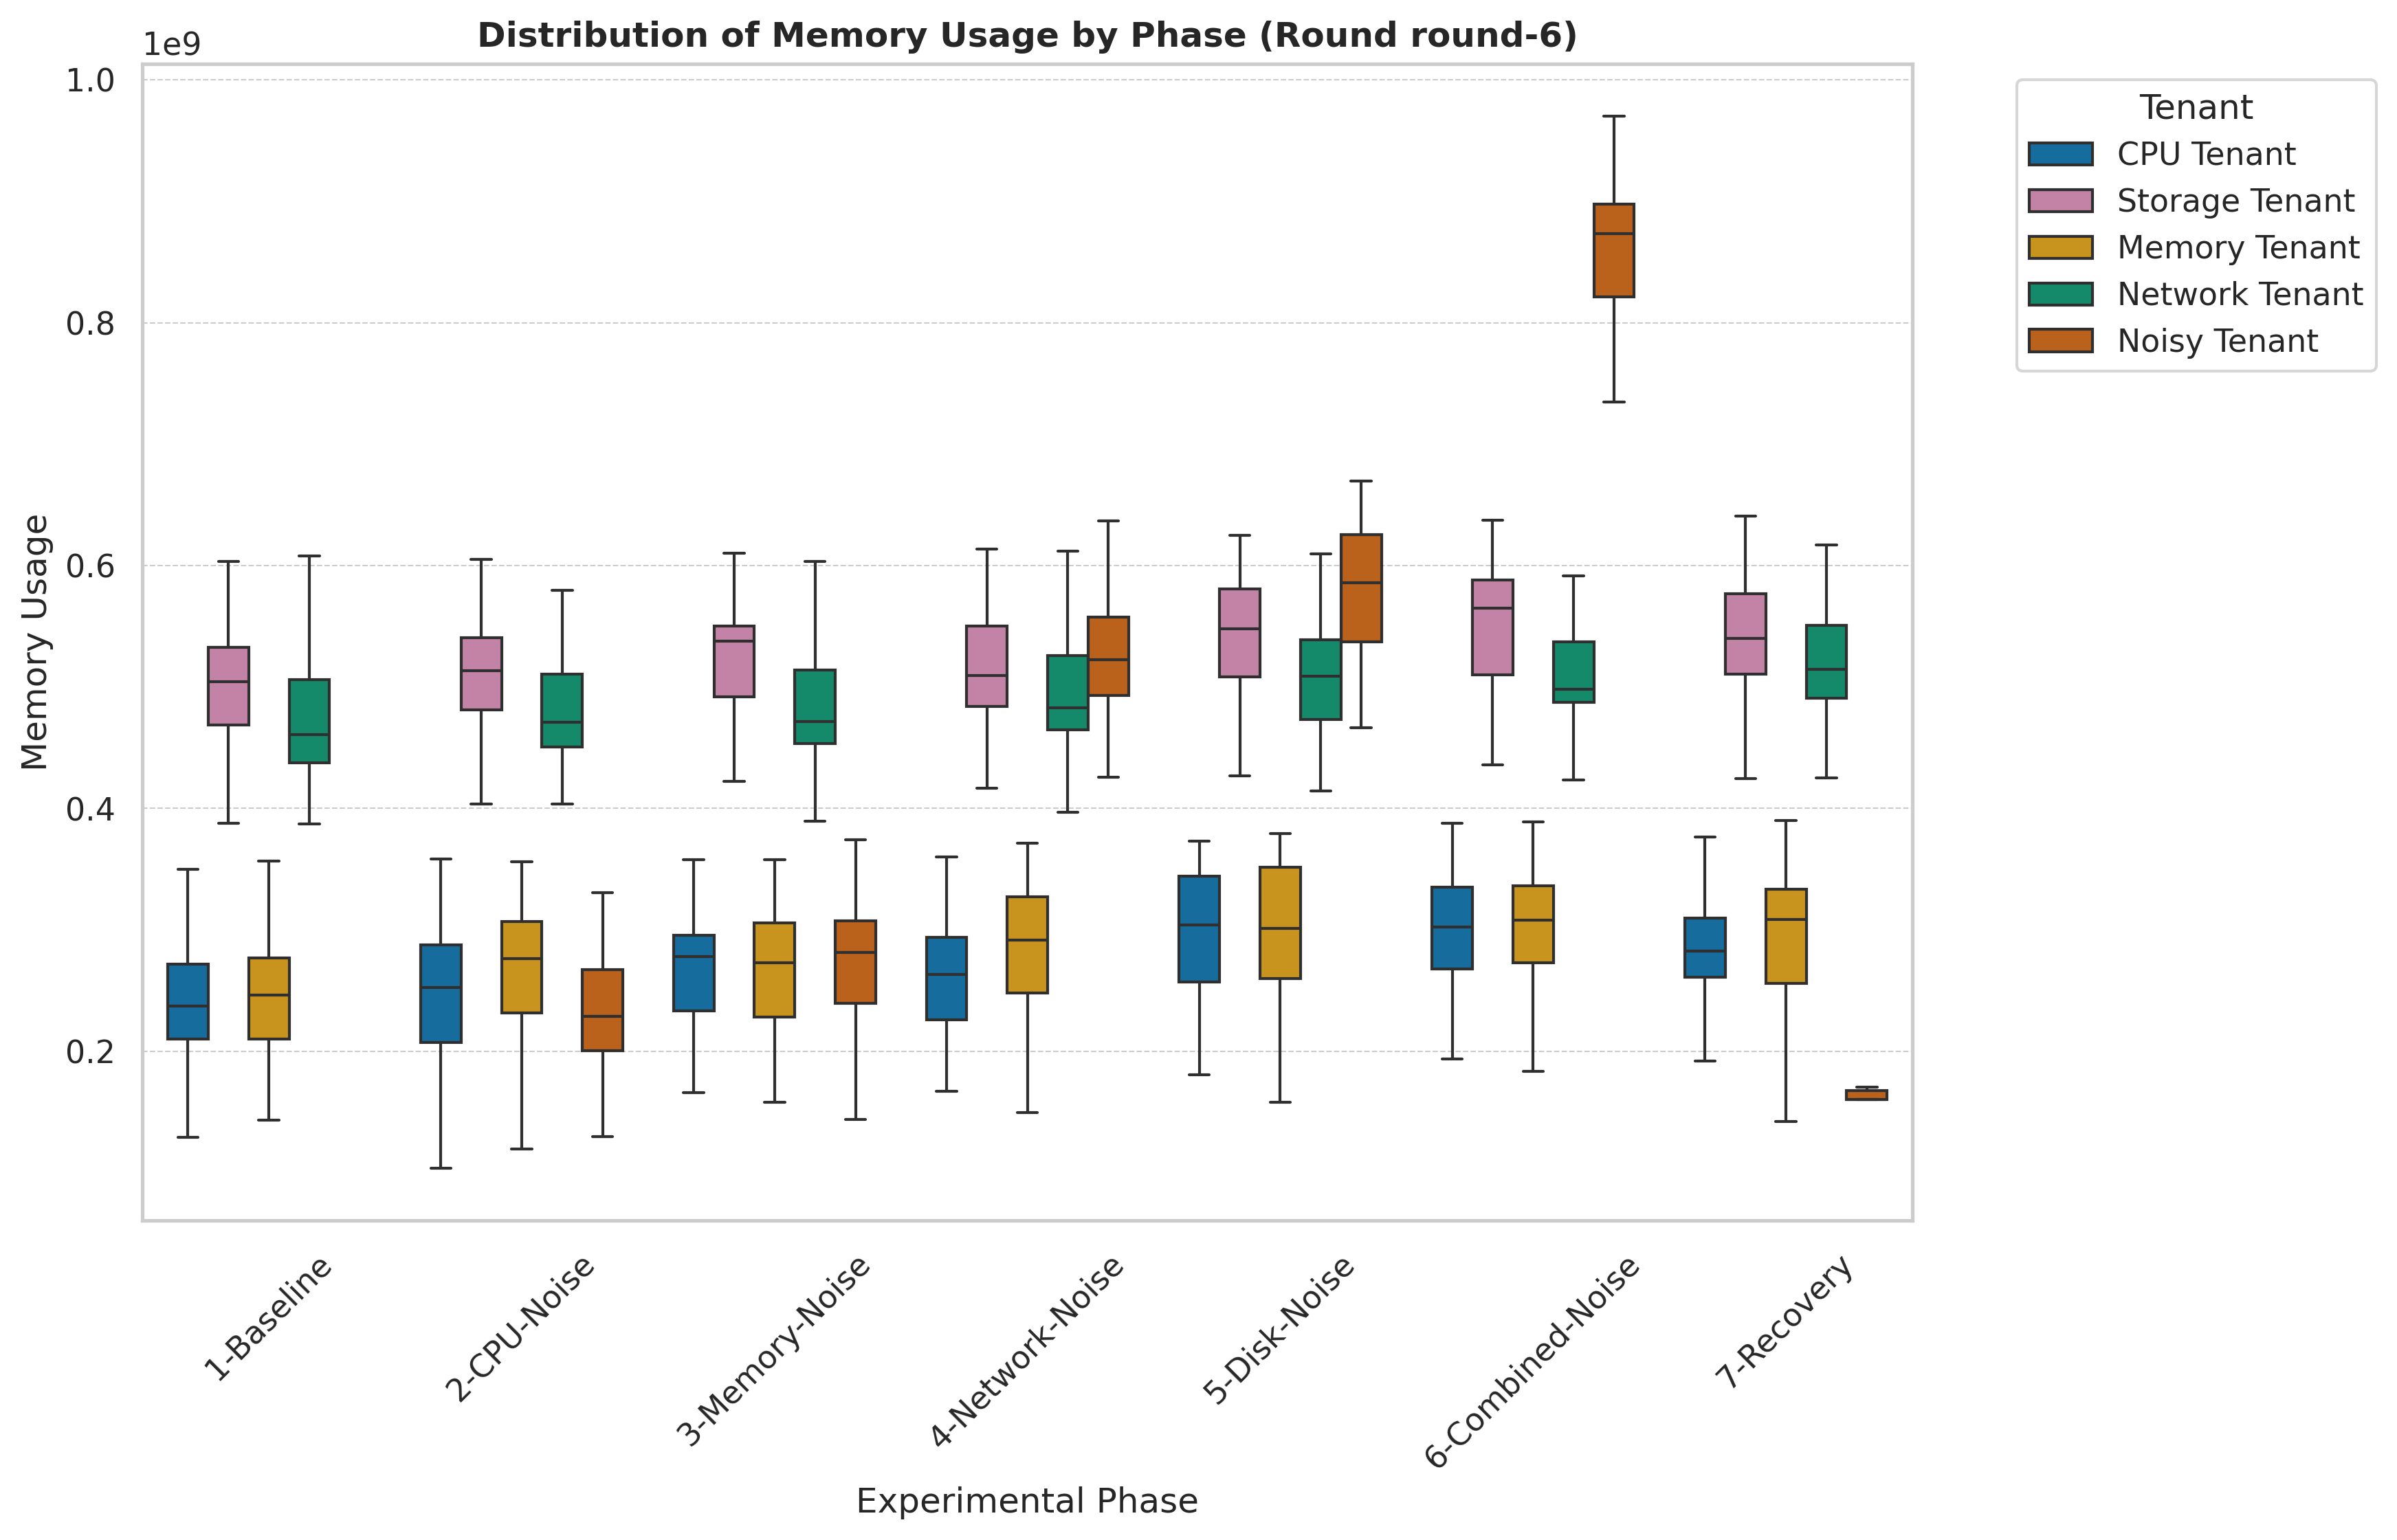 Distribution of Memory Usage by Phase (Round round-6)
1e9
1.0
0.8
0.6
0.4
0.2
Memory Usage
1-Baseline
2-CPU-Noise
3-Memory-Noise
4-Network-Noise
5-Disk-Noise
6-Combined-Noise
7-Recovery
Experimental Phase
Tenant
CPU Tenant
Storage Tenant
Memory Tenant
Network Tenant
Noisy Tenant